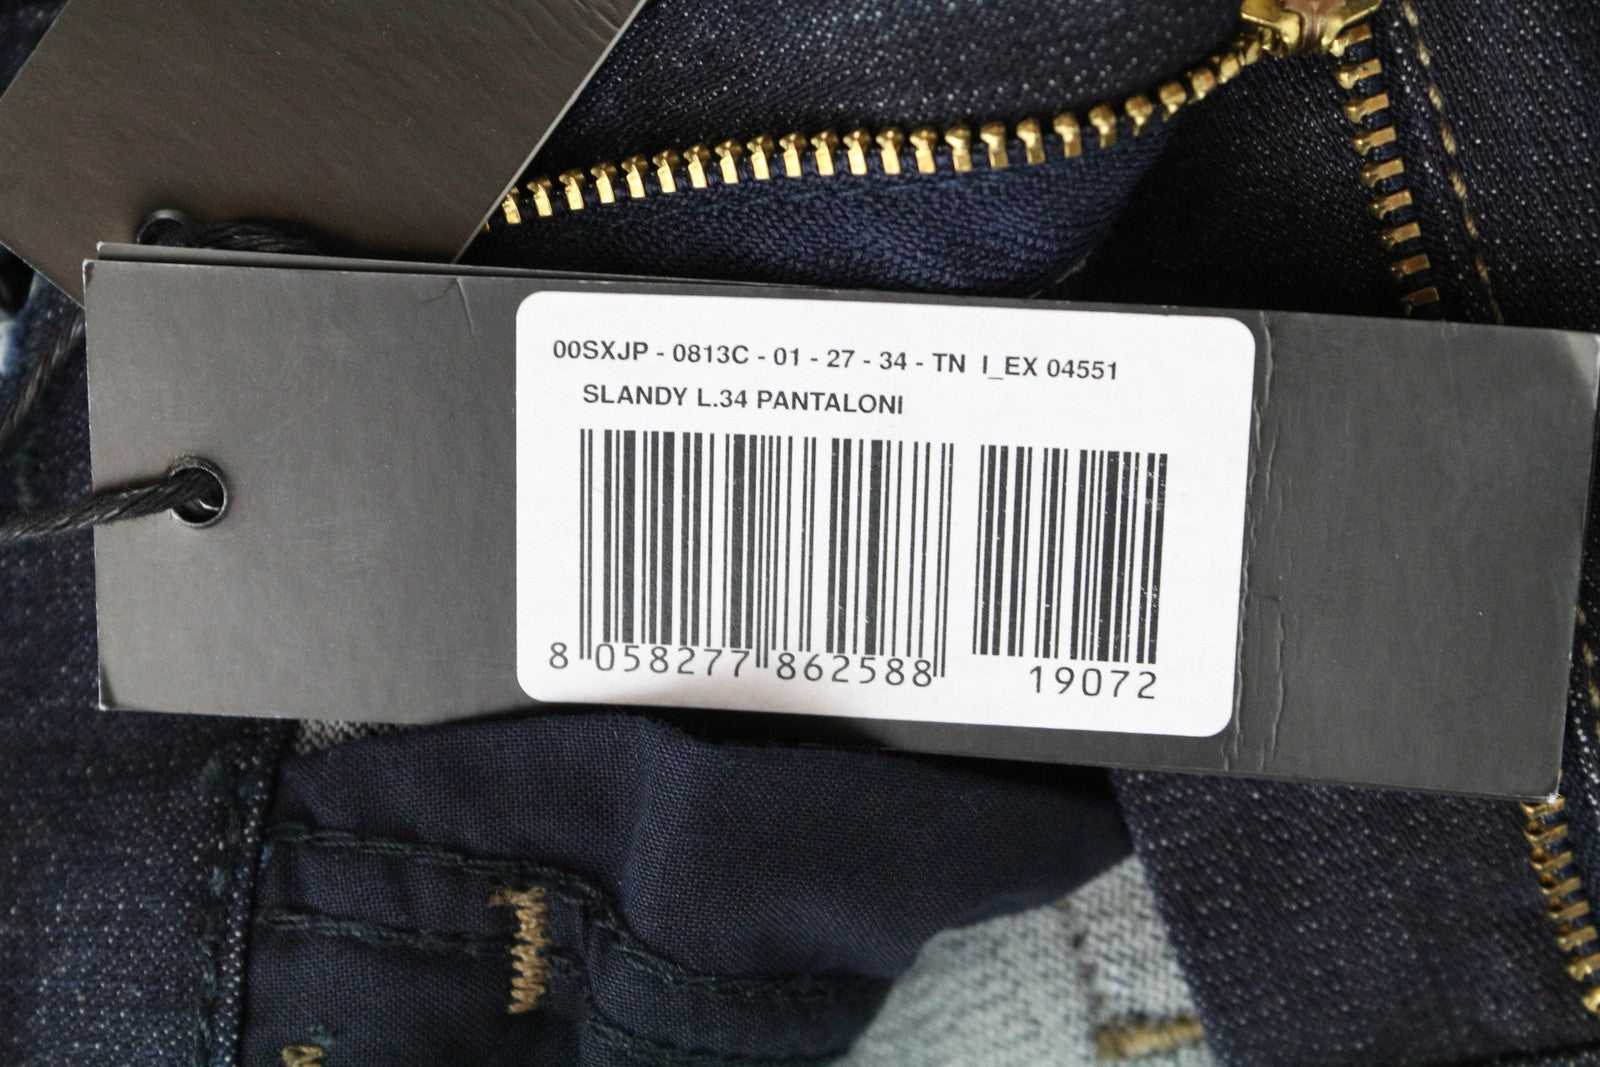 00SXJP - 0813C - 01 - 27 - 34 - TN I_EX 04551
SLANDY L.34 PANTALONI
8 058277 862588 19072